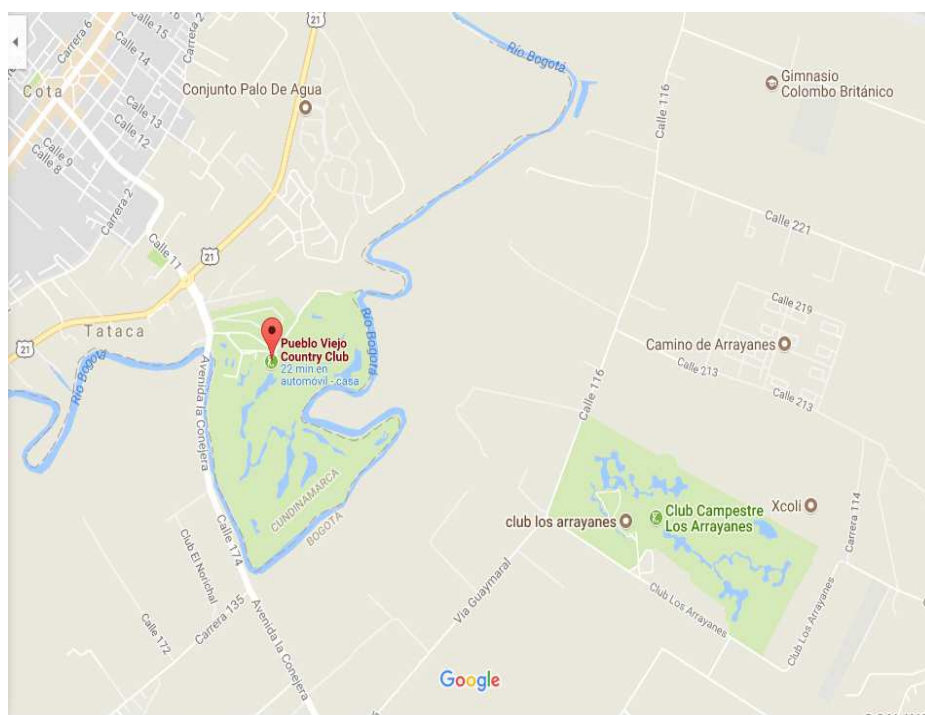 Carrera 6
Calle 15
Carrera 2
21
Calle 14
Cota
Calle 13
Calle 12
Calle 9
Calle 8
Carrera 2
Conjunto Palo De Agua
Río Bogotá
Calle 116
Gimnasio
Colombo Británico
Calle 221
Calle 11
21
Calle 219
Tataca
21
Río Bogotá
Avenida la Conejera
Pueblo Viejo
Country Club
22 min en
automóvil - casa
Río Bogotá
Camino de Arrayanes
Calle 213
Calle 213
Calle 116
CUNDINAMARCA
BOGOTA
Calle 174
Club El Norichal
Carrera 135
Calle 172
Avenida la Conejera
Via Guaymaral
club los arrayanes
Club Campestre
Los Arrayanes
Xcoli
Carrera 114
Club Los Arrayanes
Club Los Arrayanes
Google